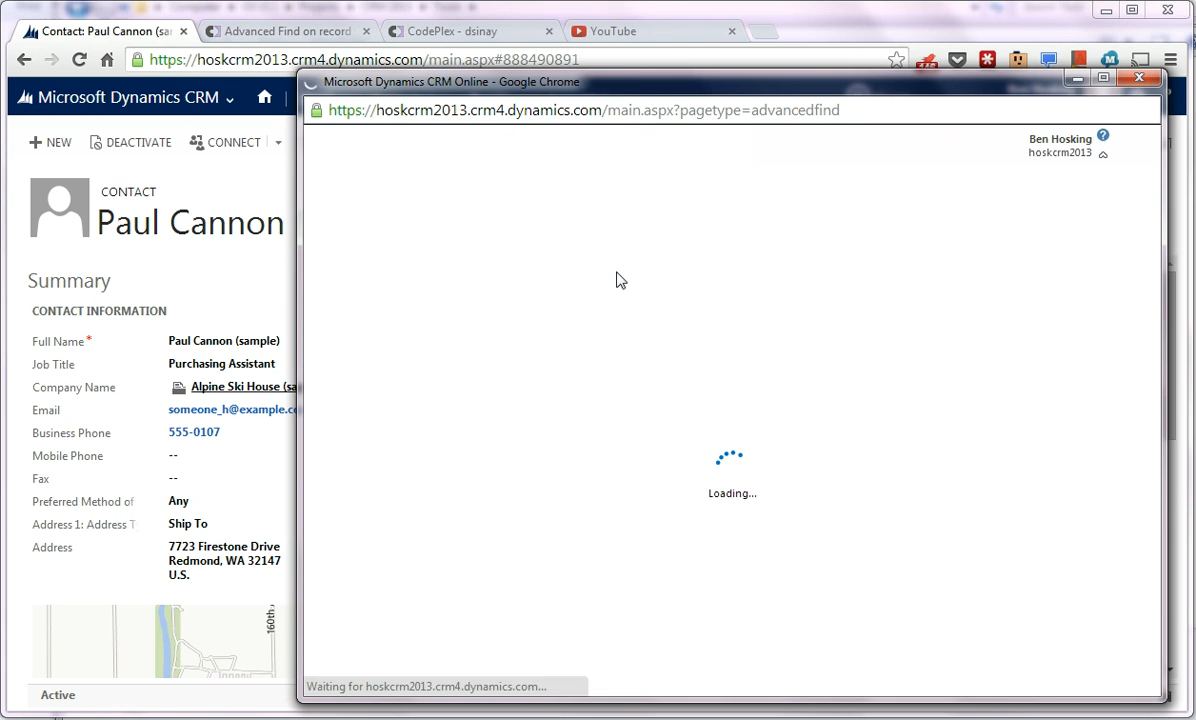 Contact: Paul Cannon (sa
Advanced Find on record
CodePlex - dsinay
YouTube
https://hoskcrm2013.crm4.dynamics.com/main.aspx#888490891
Microsoft Dynamics CRM
NEW
DEACTIVATE
CONNECT
CONTACT
Paul Cannon
Summary
CONTACT INFORMATION
Full Name* Paul Cannon (sample)
Job Title Purchasing Assistant
Company Name Alpine Ski House (sa
Email someone_h@example.co
Business Phone 555-0107
Mobile Phone --
Fax --
Preferred Method of Any
Address 1: Address T Ship To
Address 7723 Firestone Drive
Redmond, WA 32147
U.S.
160th
Active
Microsoft Dynamics CRM Online - Google Chrome
https://hoskcrm2013.crm4.dynamics.com/main.aspx?pagetype=advancedfind
Ben Hosking
hoskcrm2013
Loading...
Waiting for hoskcrm2013.crm4.dynamics.com...